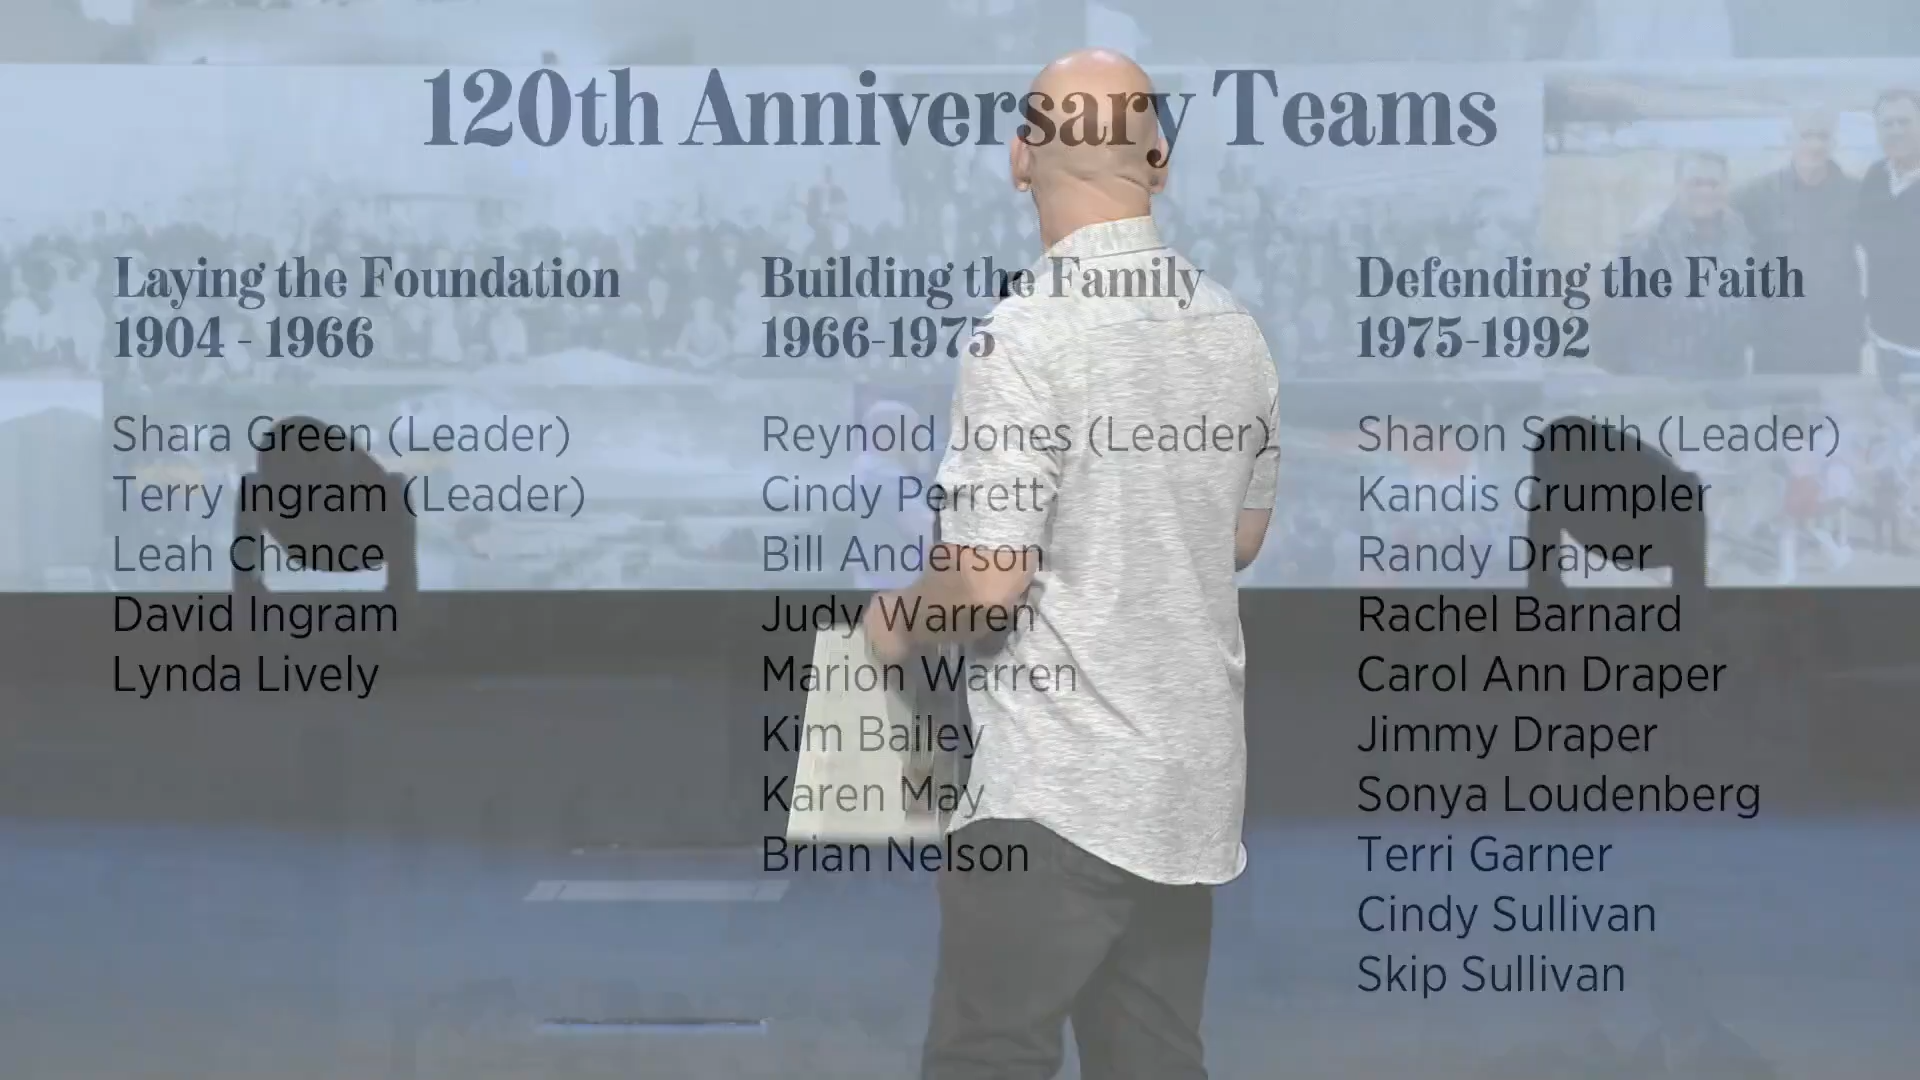 120th Anniversary Teams
Laying the Foundation
1904 - 1966
Shara Green (Leader)
Terry Ingram (Leader)
Leah Chance
David Ingram
Lynda Lively
Building the Family
1966-1975
Reynold Jones (Leader)
Cindy Perrett
Bill Anderson
Judy Warren
Marion Warren
Kim Bailey
Karen May
Brian Nelson
Defending the Faith
1975-1992
Sharon Smith (Leader)
Kandis Crumpler
Randy Draper
Rachel Barnard
Carol Ann Draper
Jimmy Draper
Sonya Loudenberg
Terri Garner
Cindy Sullivan
Skip Sullivan